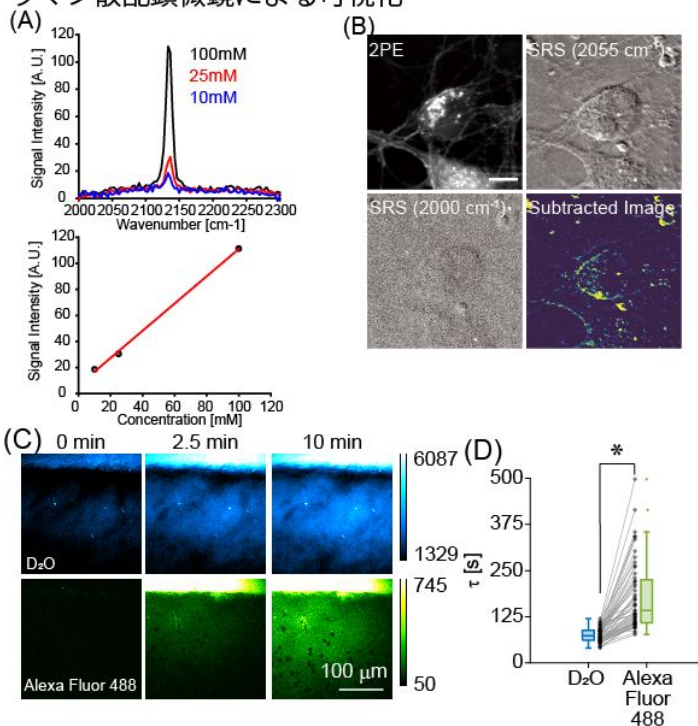 (A)
120
100
80
60
40
20
0
Signal Intensity [A.U.]
100mM
25mM
10mM
2000 2050 2100 2150 2200 2250 2300
Wavenumber [cm-1]
120
100
80
60
40
20
0
Signal Intensity [A.U.]
0 20 40 60 80 100 120
Concentration [mM]
(B)
2PE
SRS (2055 cm⁻¹)
SRS (2000 cm⁻¹)
Subtracted Image
(C)
0 min 2.5 min 10 min
6087
1329
D₂O
745
50
Alexa Fluor 488
100 μm
(D)
*
500
375
250
125
0
τ [s]
D₂O
Alexa
Fluor
488